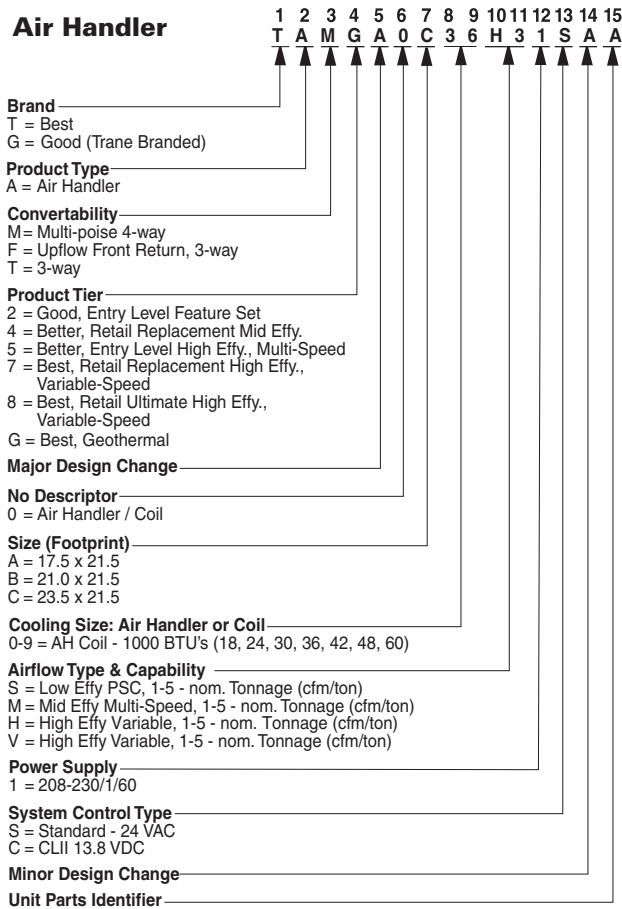 Air Handler
1 2 3 4 5 6 7 8 9 10 11 12 13 14 15
T A M G A 0 C 3 6 H 3 1 S A A
Brand
T = Best
G = Good (Trane Branded)
Product Type
A = Air Handler
Convertability
M = Multi-poise 4-way
F = Upflow Front Return, 3-way
T = 3-way
Product Tier
2 = Good, Entry Level Feature Set
4 = Better, Retail Replacement Mid Effy.
5 = Better, Entry Level High Effy., Multi-Speed
7 = Best, Retail Replacement High Effy.,
Variable-Speed
8 = Best, Retail Ultimate High Effy.,
Variable-Speed
G = Best, Geothermal
Major Design Change
No Descriptor
0 = Air Handler / Coil
Size (Footprint)
A = 17.5 x 21.5
B = 21.0 x 21.5
C = 23.5 x 21.5
Cooling Size: Air Handler or Coil
0-9 = AH Coil - 1000 BTU's (18, 24, 30, 36, 42, 48, 60)
Airflow Type & Capability
S = Low Effy PSC, 1-5 - nom. Tonnage (cfm/ton)
M = Mid Effy Multi-Speed, 1-5 - nom. Tonnage (cfm/ton)
H = High Effy Variable, 1-5 - nom. Tonnage (cfm/ton)
V = High Effy Variable, 1-5 - nom. Tonnage (cfm/ton)
Power Supply
1 = 208-230/1/60
System Control Type
S = Standard - 24 VAC
C = CLII 13.8 VDC
Minor Design Change
Unit Parts Identifier